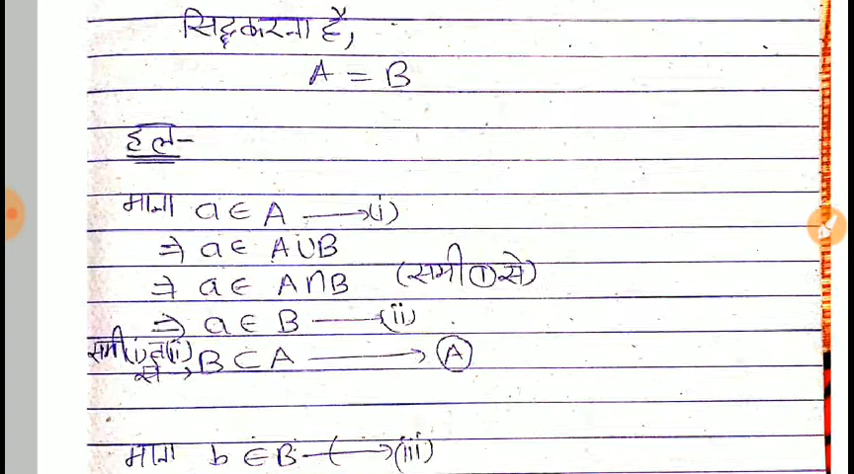 सिद्ध करना है,
A = B
हल-
माना a ∈ A ⟶(i)
⇒ a ∈ A∪B
⇒ a ∈ A∩B (समी ① से)
⇒ a ∈ B ⟶(ii)
समी (i) व (ii) से, B ⊂ A ⟶ Ⓐ
माना b ∈ B ⟶(iii)